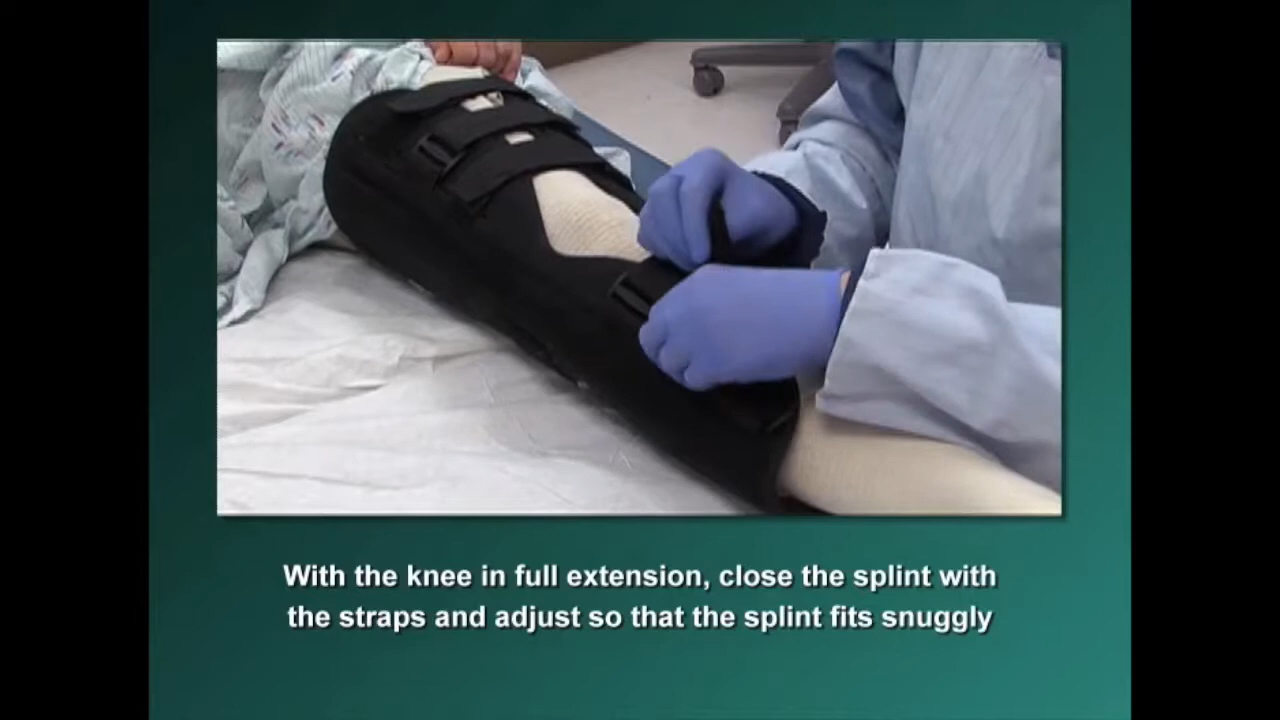 With the knee in full extension, close the splint with
the straps and adjust so that the splint fits snuggly